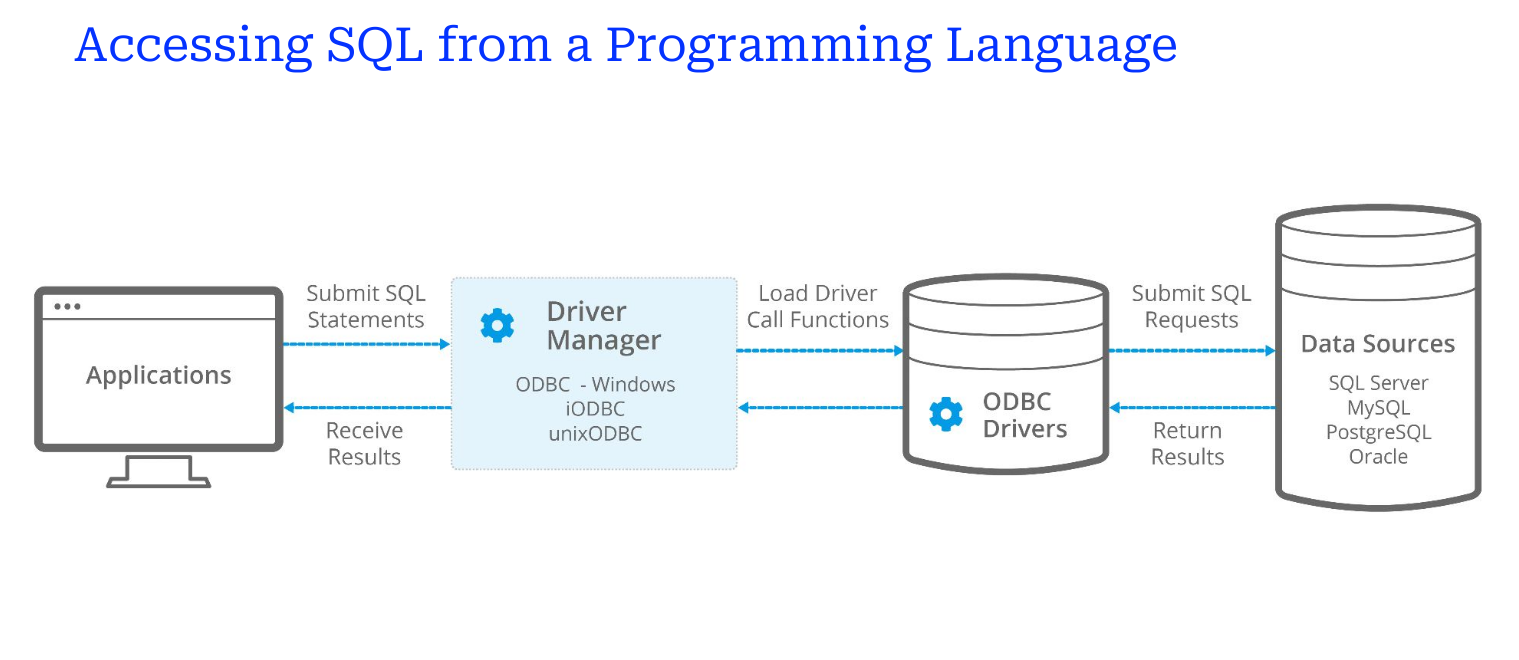 Accessing SQL from a Programming Language
Applications
Submit SQL
Statements
Receive
Results
Driver
Manager
ODBC - Windows
iODBC
unixODBC
Load Driver
Call Functions
ODBC
Drivers
Submit SQL
Requests
Return
Results
Data Sources
SQL Server
MySQL
PostgreSQL
Oracle